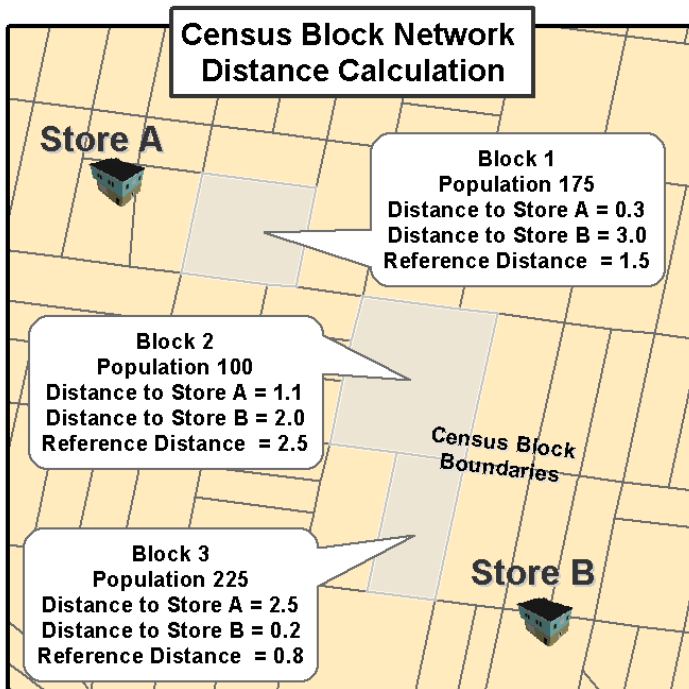 Census Block Network
Distance Calculation
Store A
Block 1
Population 175
Distance to Store A = 0.3
Distance to Store B = 3.0
Reference Distance = 1.5
Block 2
Population 100
Distance to Store A = 1.1
Distance to Store B = 2.0
Reference Distance = 2.5
Census Block
Boundaries
Block 3
Population 225
Distance to Store A = 2.5
Distance to Store B = 0.2
Reference Distance = 0.8
Store B